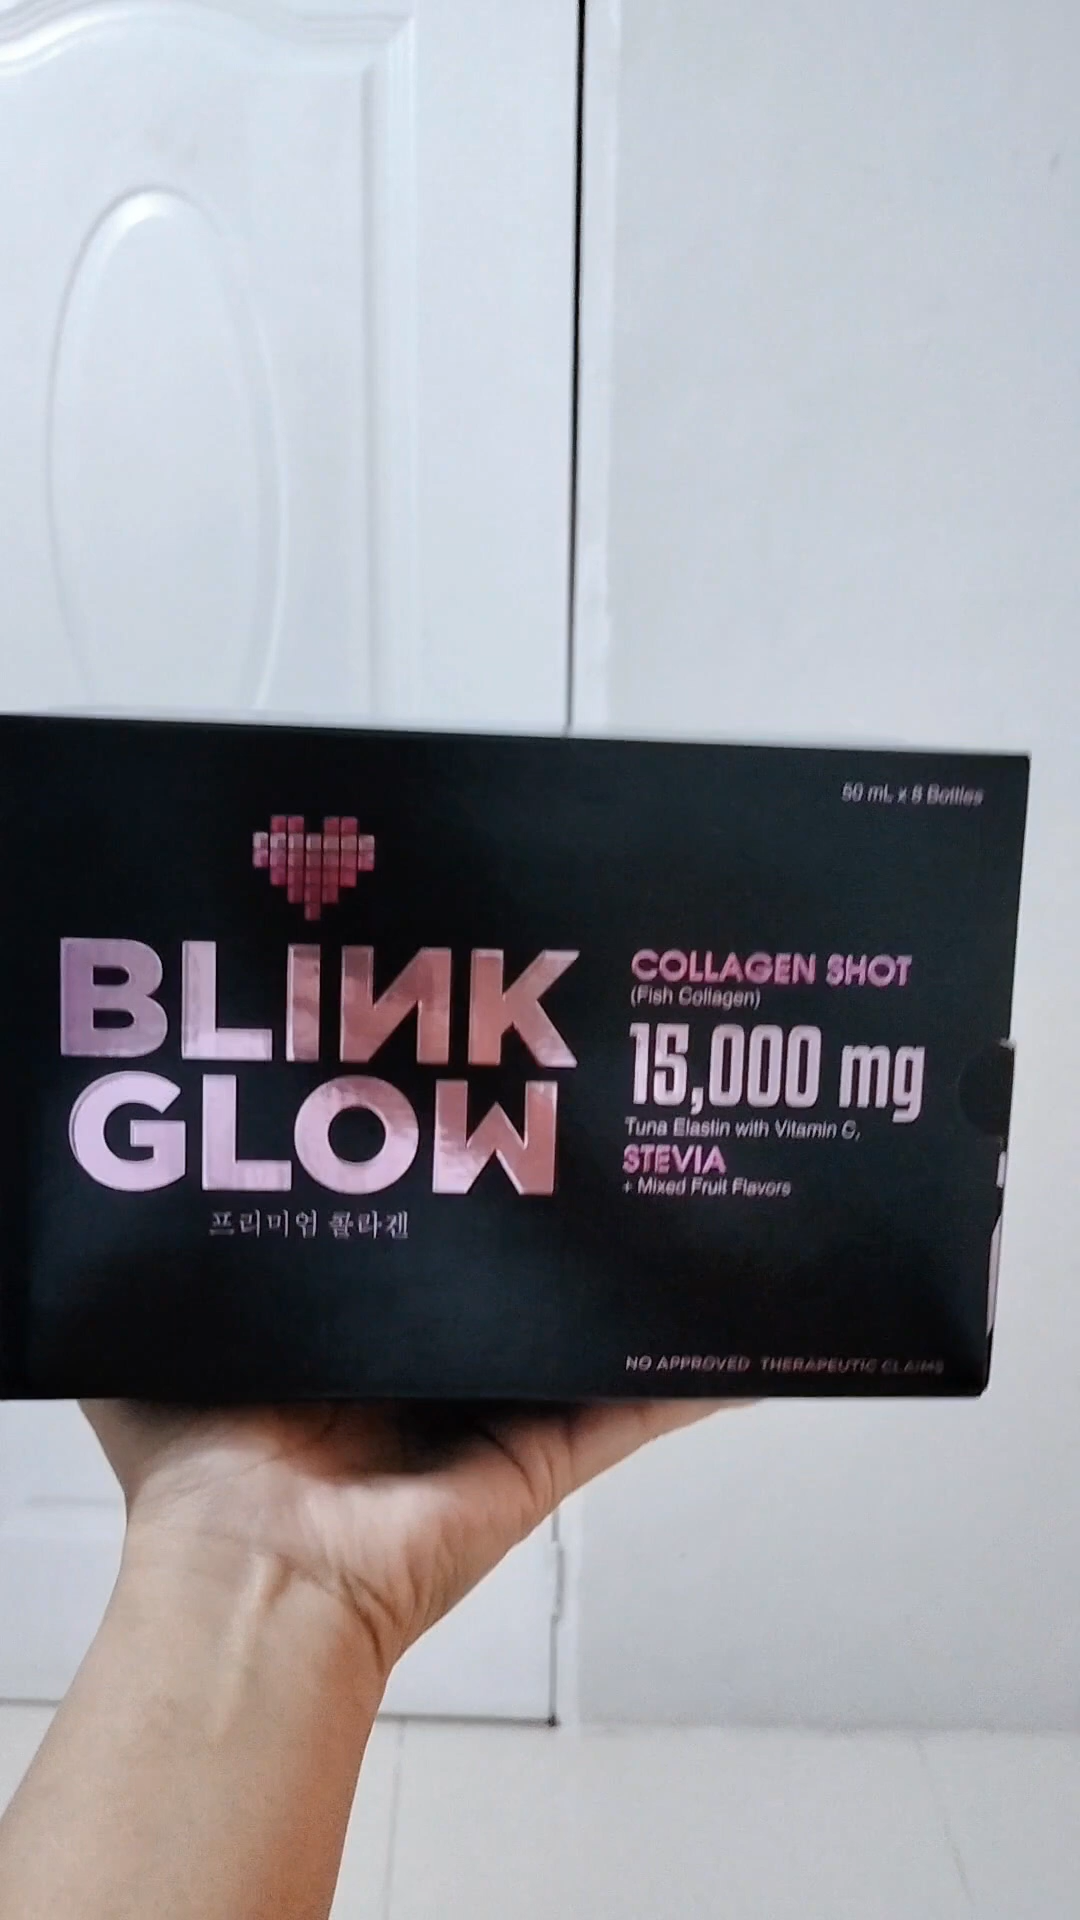 50 mL x 8 Bottles
BLINK
GLOW
프리미엄 콜라겐
COLLAGEN SHOT
(Fish Collagen)
15,000 mg
Tuna Elastin with Vitamin C,
STEVIA
+ Mixed Fruit Flavors
NO APPROVED THERAPEUTIC CLAIMS